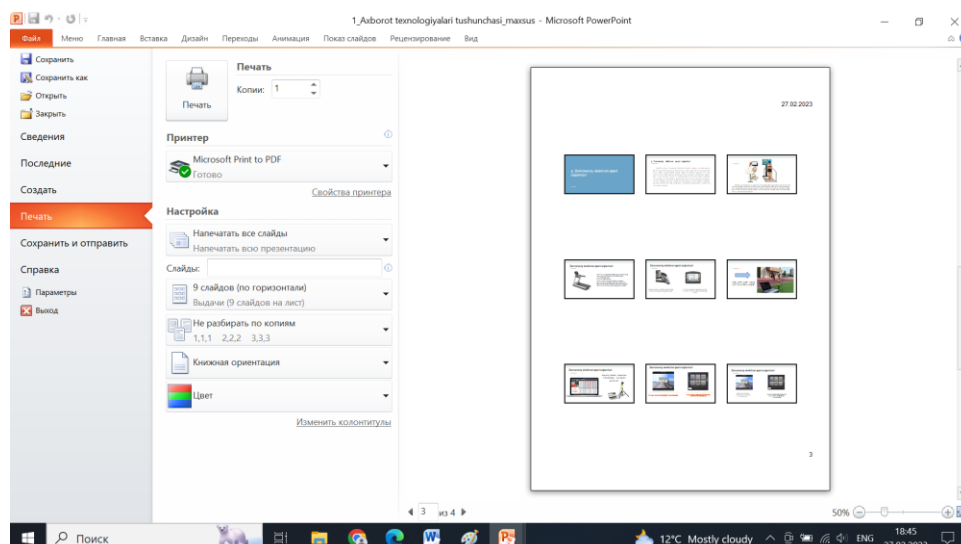 1_Axborot texnologiyalari tushunchasi_maxsus - Microsoft PowerPoint
Файл Меню Главная Вставка Дизайн Переходы Анимация Показ слайдов Рецензирование Вид
Сохранить
Сохранить как
Открыть
Закрыть
Сведения
Последние
Создать
Печать
Сохранить и отправить
Справка
Параметры
Выход
Печать
Копии: 1
Печать
Принтер
Microsoft Print to PDF
Готово
Свойства принтера
Настройка
Напечатать все слайды
Напечатать всю презентацию
Слайды:
9 слайдов (по горизонтали)
Выдачи (9 слайдов на лист)
Не разбирать по копиям
1,1,1 2,2,2 3,3,3
Книжная ориентация
Цвет
Изменить колонтитулы
27.02.2023
3
3 из 4
50%
Поиск
12°C Mostly cloudy
ENG
18:45
27.02.2023